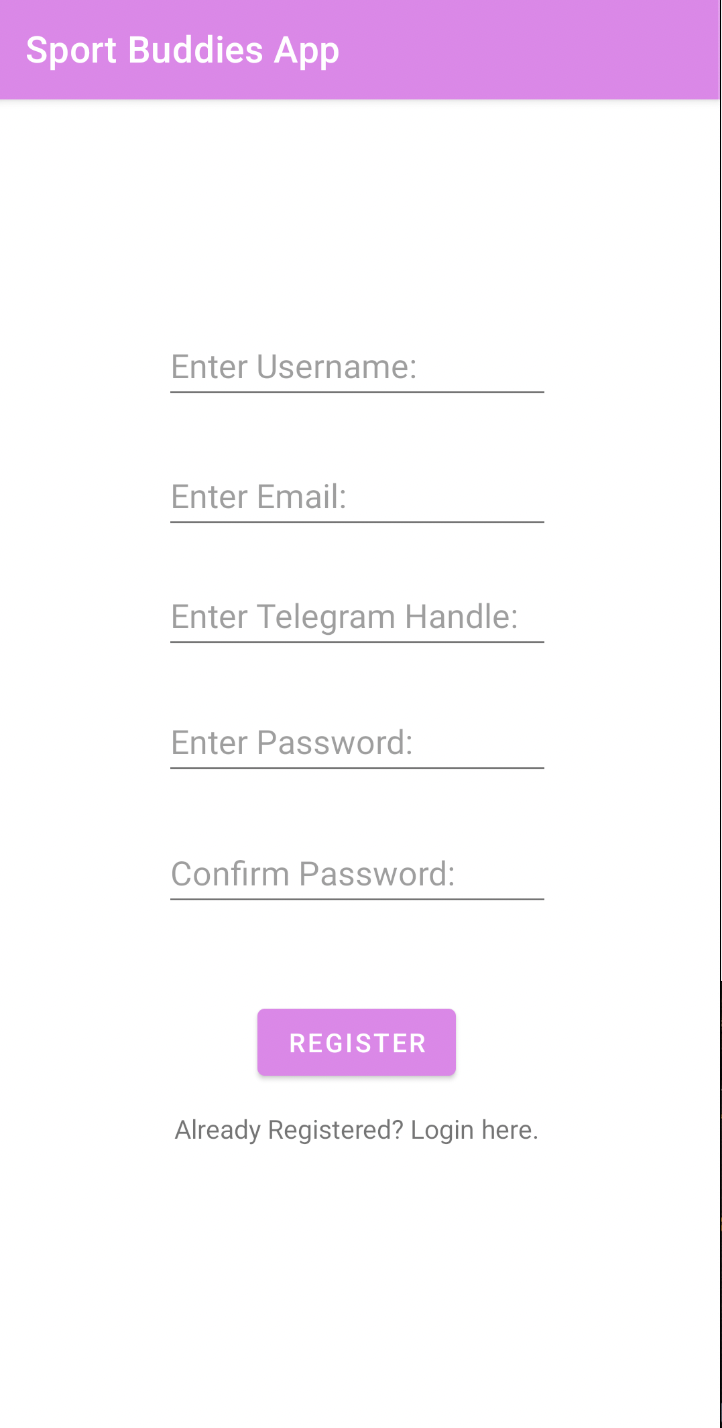 Sport Buddies App
Enter Username:
Enter Email:
Enter Telegram Handle:
Enter Password:
Confirm Password:
REGISTER
Already Registered? Login here.